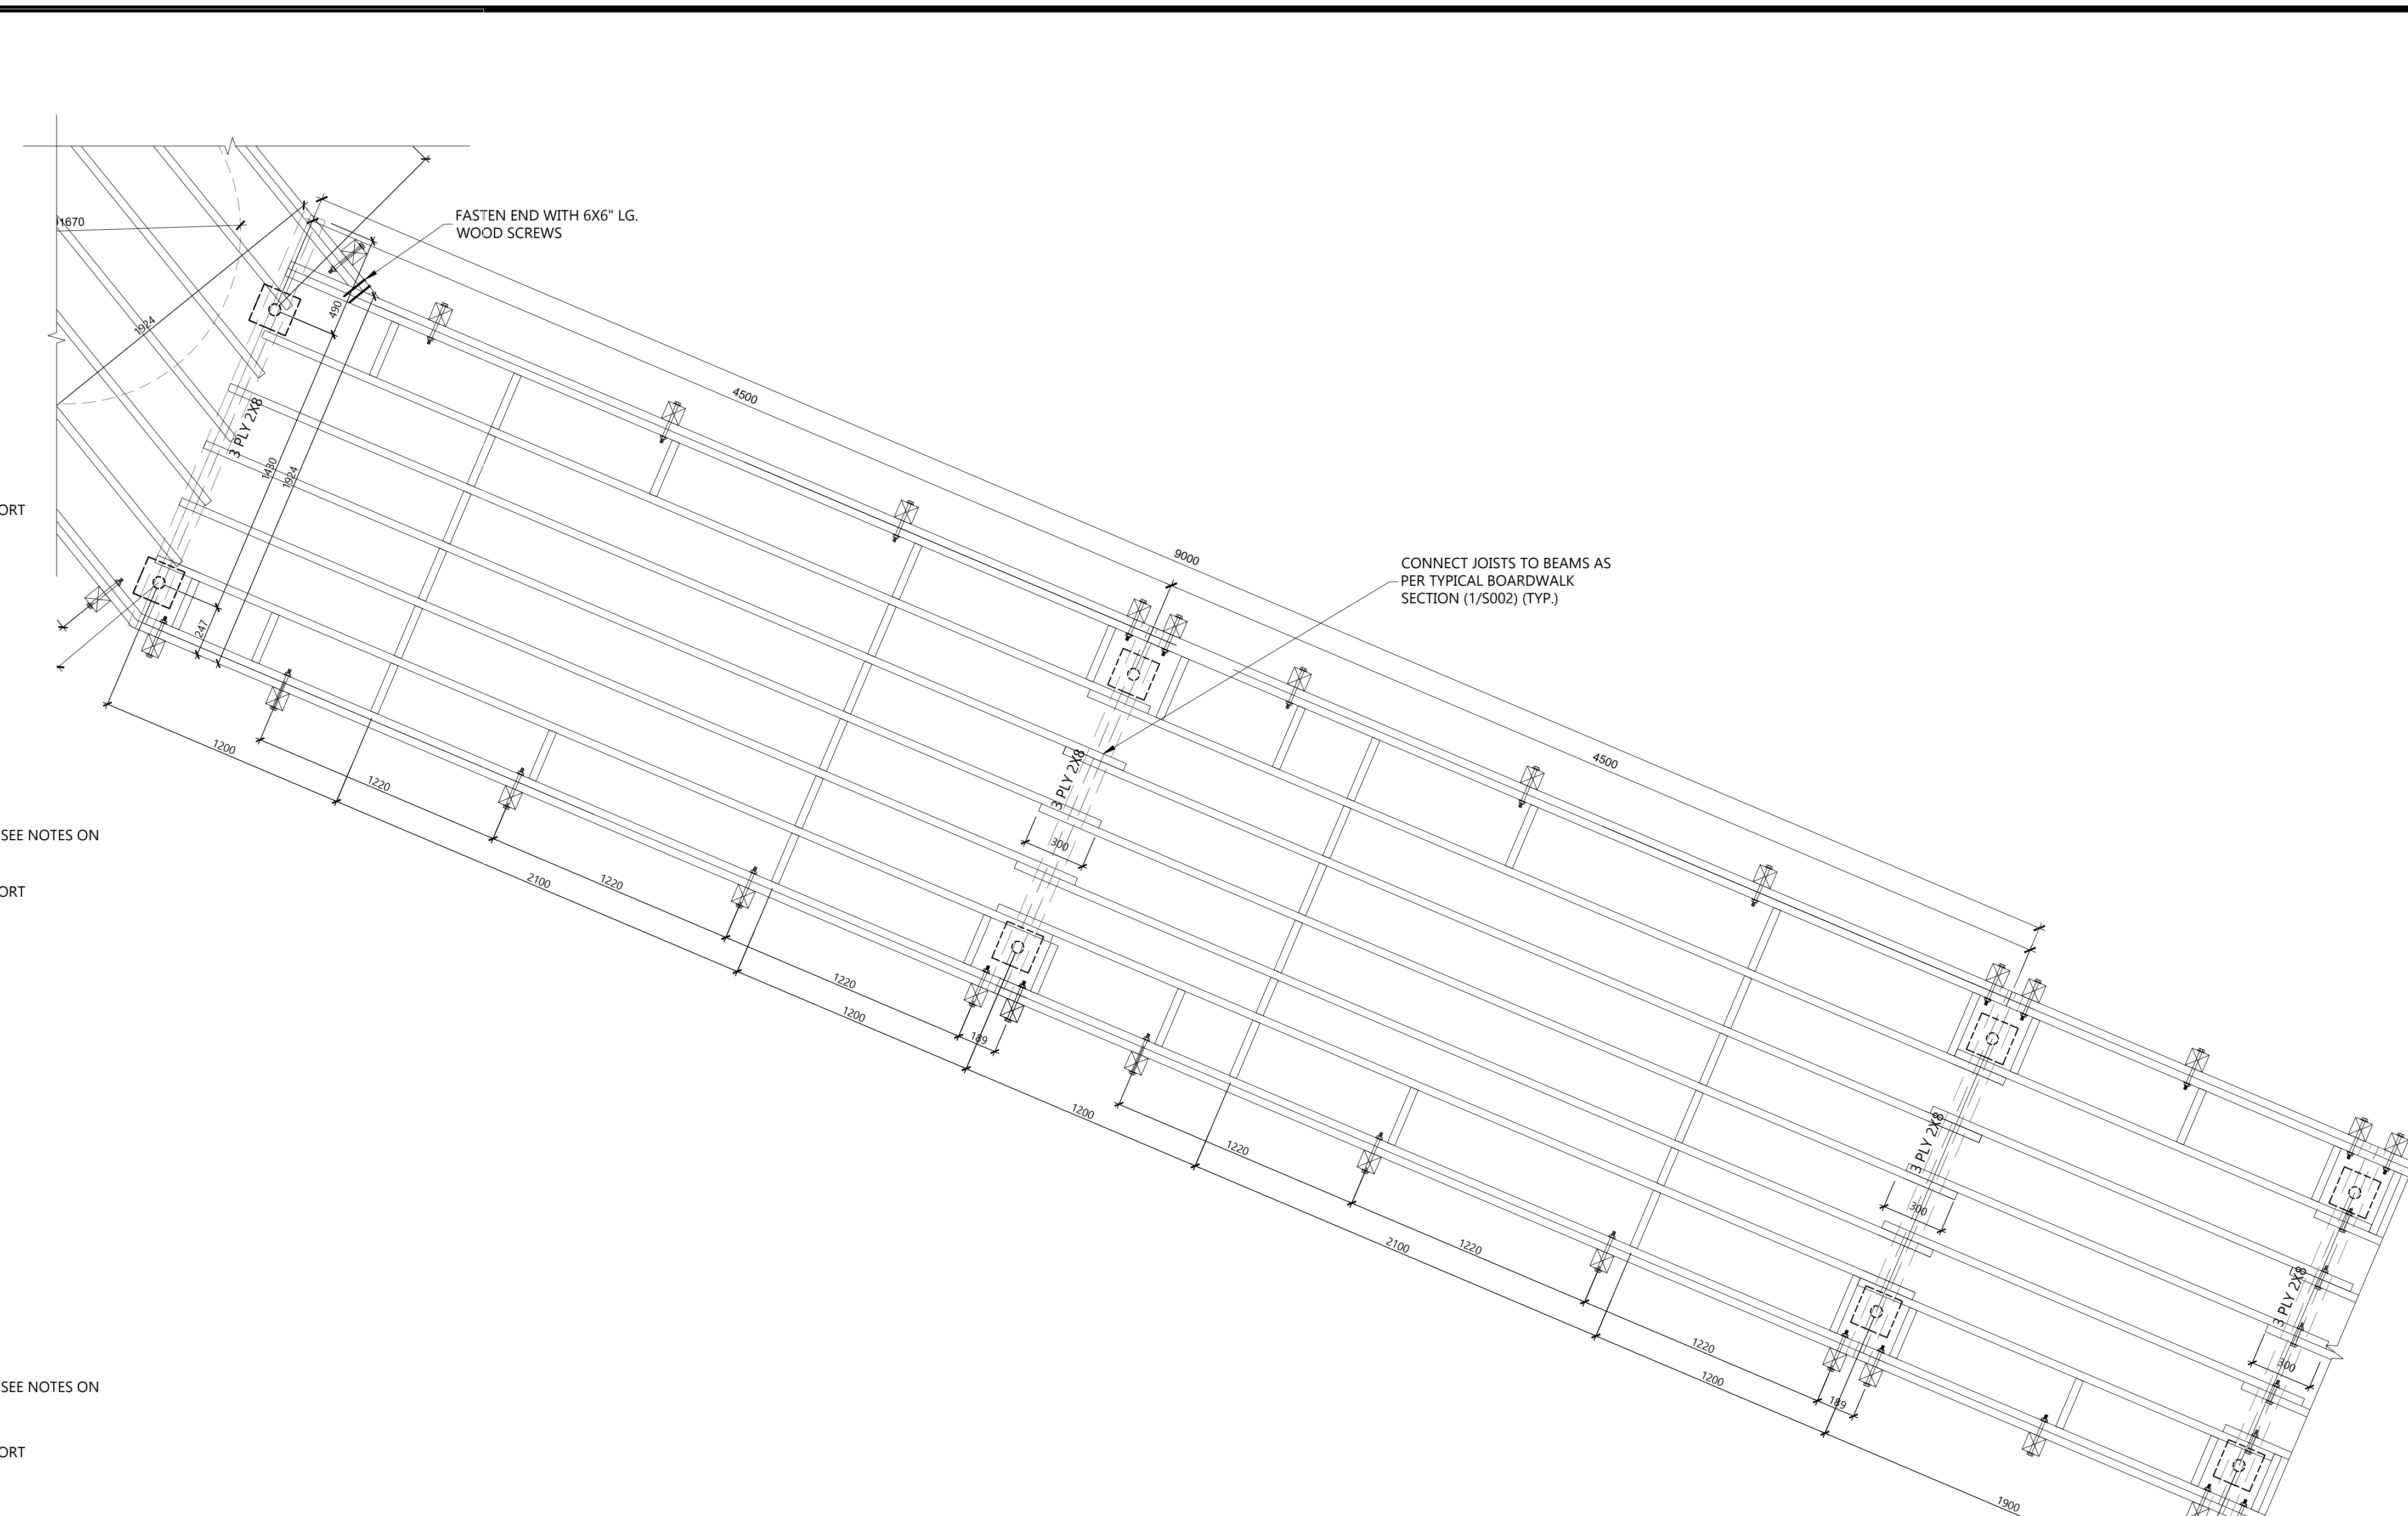 1670
FASTEN END WITH 6X6" LG.
WOOD SCREWS
490
1924
4500
3 PLY 2X8
1430
1924
ORT
9000
CONNECT JOISTS TO BEAMS AS
PER TYPICAL BOARDWALK
SECTION (1/S002) (TYP.)
247
1200
1220
4500
3 PLY 2X8
SEE NOTES ON
300
2100
1220
ORT
1220
1200
189
1200
3 PLY 2X8
1220
300
2100
1220
3 PLY 2X8
1220
300
1200
SEE NOTES ON
189
ORT
1900